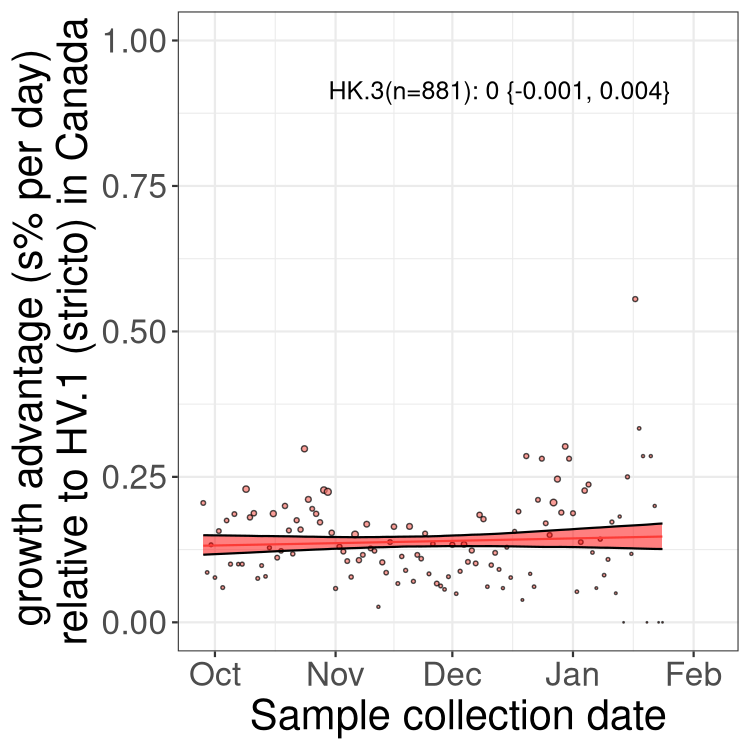 growth advantage (s% per day)
relative to HV.1 (stricto) in Canada
1.00
0.75
0.50
0.25
0.00
HK.3(n=881): 0 {-0.001, 0.004}
Oct Nov Dec Jan Feb
Sample collection date